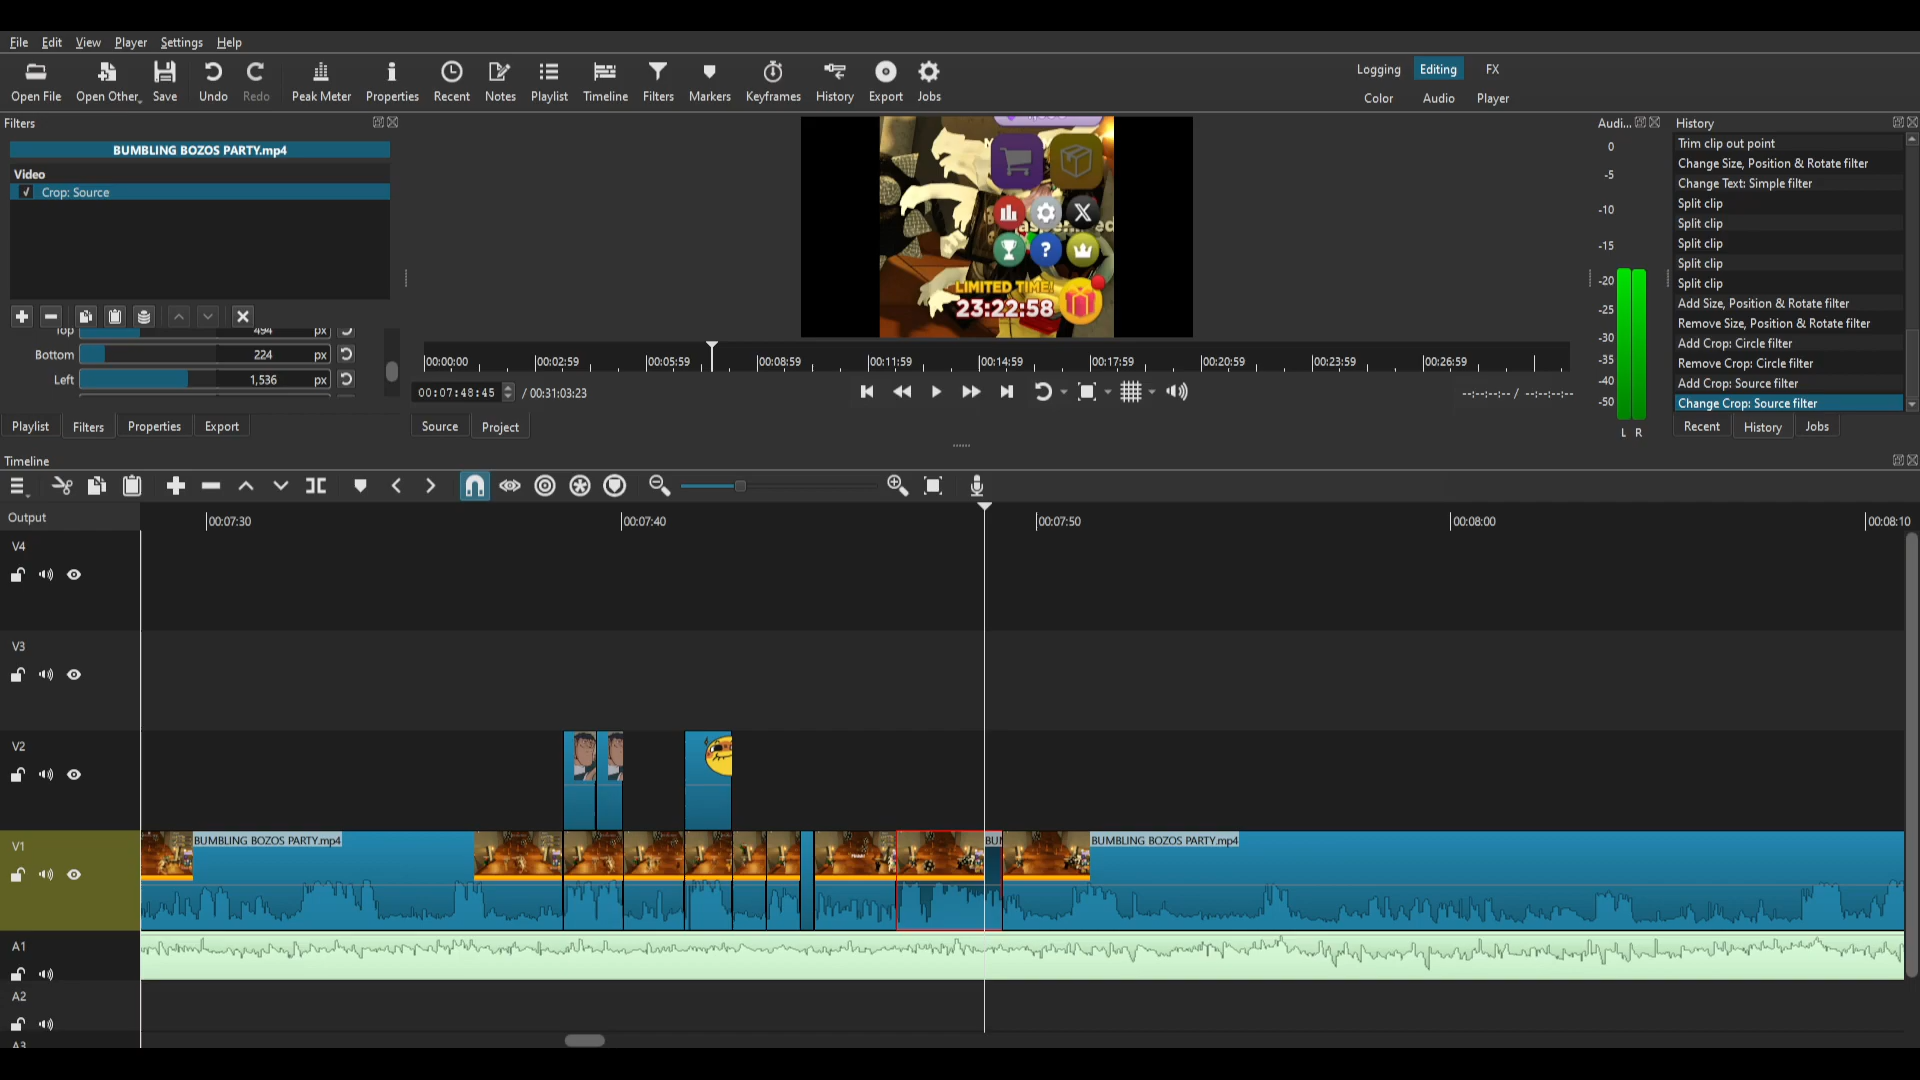 File Edit View Player Settings Help
Open File Open Other Save Undo Redo Peak Meter Properties Recent Notes Playlist Timeline Filters Markers Keyframes History Export Jobs
Logging Editing FX
Color Audio Player
Filters
BUMBLING BOZOS PARTY.mp4
Video
Crop: Source
Top 494 px
Bottom 224 px
Left 1,536 px
Playlist Filters Properties Export
X
?
LIMITED TIME!
23:22:58
00:00:00 00:02:59 00:05:59 00:08:59 00:11:59 00:14:59 00:17:59 00:20:59 00:23:59 00:26:59
00:07:48:45 / 00:31:03:23
--:--:--:-- / --:--:--:--
Source Project
Audi...
0
-5
-10
-15
-20
-25
-30
-35
-40
-50
L R
History
Trim clip out point
Change Size, Position & Rotate filter
Change Text: Simple filter
Split clip
Split clip
Split clip
Split clip
Split clip
Add Size, Position & Rotate filter
Remove Size, Position & Rotate filter
Add Crop: Circle filter
Remove Crop: Circle filter
Add Crop: Source filter
Change Crop: Source filter
Recent History Jobs
Timeline
Output
00:07:30 00:07:40 00:07:50 00:08:00 00:08:10
V4
V3
V2
V1
BUMBLING BOZOS PARTY.mp4 BUM BUMBLING BOZOS PARTY.mp4
A1
A2
A3